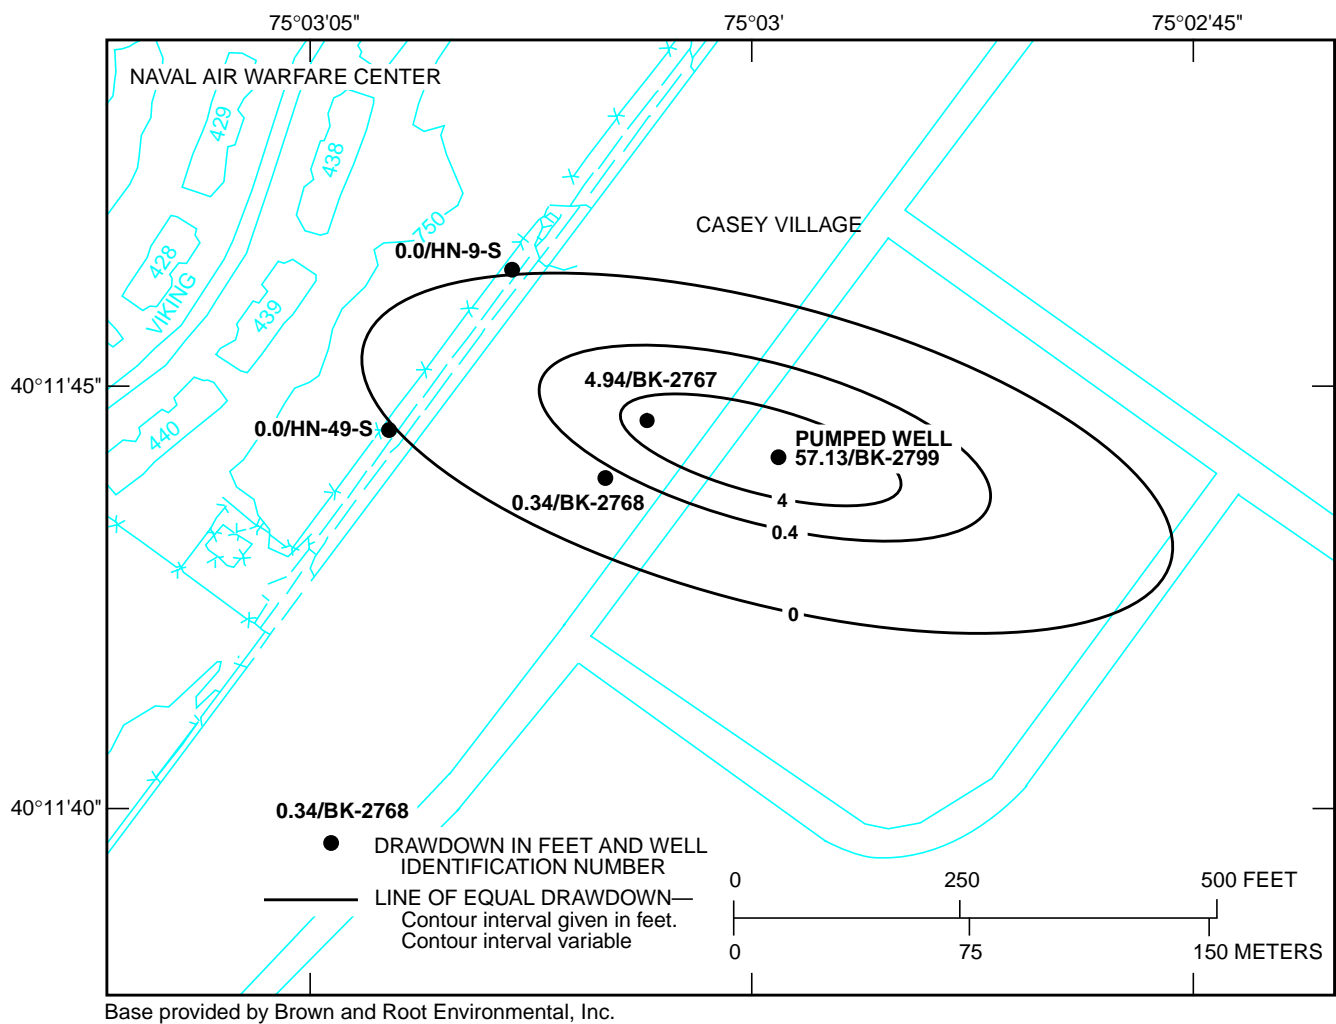 75°03'05"
75°03'
75°02'45"
NAVAL AIR WARFARE CENTER
429
438
CASEY VILLAGE
750
0.0/HN-9-S
428
VIKING
439
40°11'45"
4.94/BK-2767
0.0/HN-49-S
440
PUMPED WELL
57.13/BK-2799
0.34/BK-2768
4
0.4
0
40°11'40"
0.34/BK-2768
DRAWDOWN IN FEET AND WELL
IDENTIFICATION NUMBER
LINE OF EQUAL DRAWDOWN—
Contour interval given in feet.
Contour interval variable
0 250 500 FEET
0 75 150 METERS
Base provided by Brown and Root Environmental, Inc.